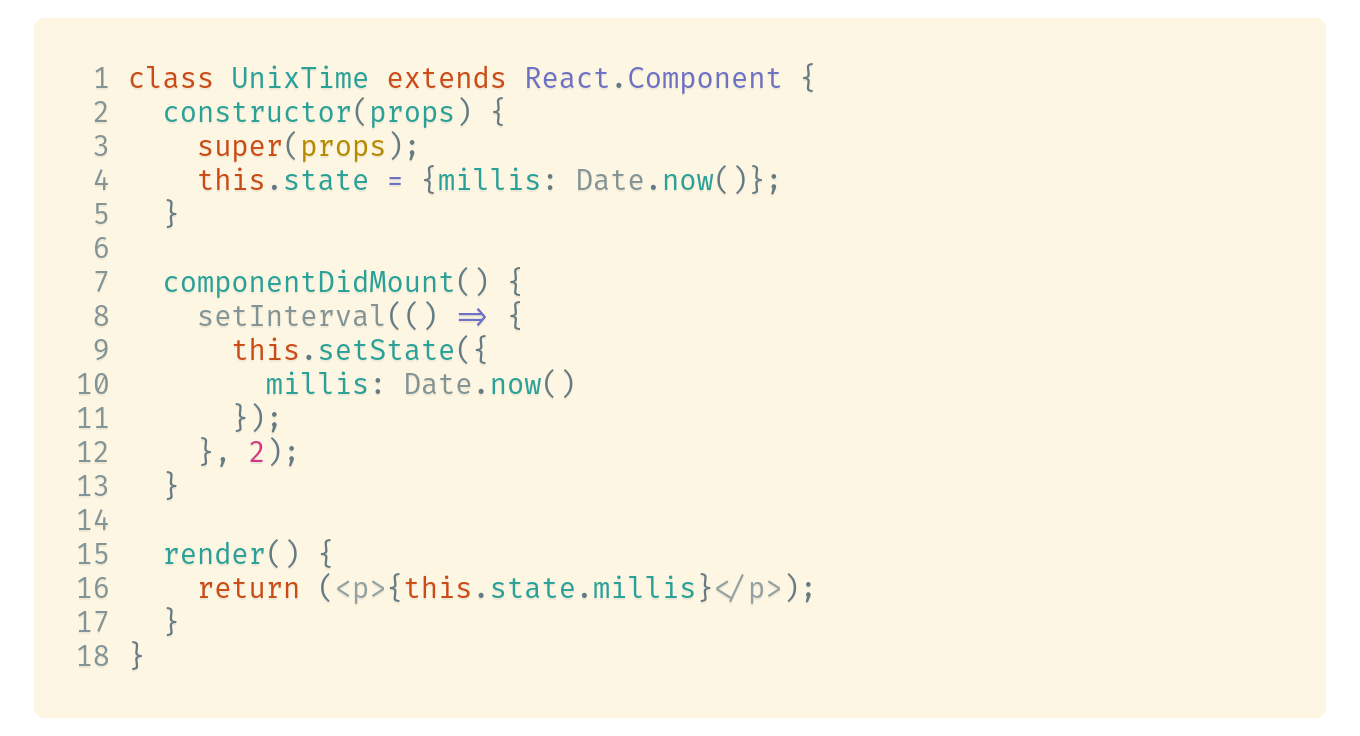 1 class UnixTime extends React.Component {
2   constructor(props) {
3     super(props);
4     this.state = {millis: Date.now()};
5   }
6
7   componentDidMount() {
8     setInterval(() => {
9       this.setState({
10         millis: Date.now()
11       });
12     }, 2);
13   }
14
15   render() {
16     return (<p>{this.state.millis}</p>);
17   }
18 }